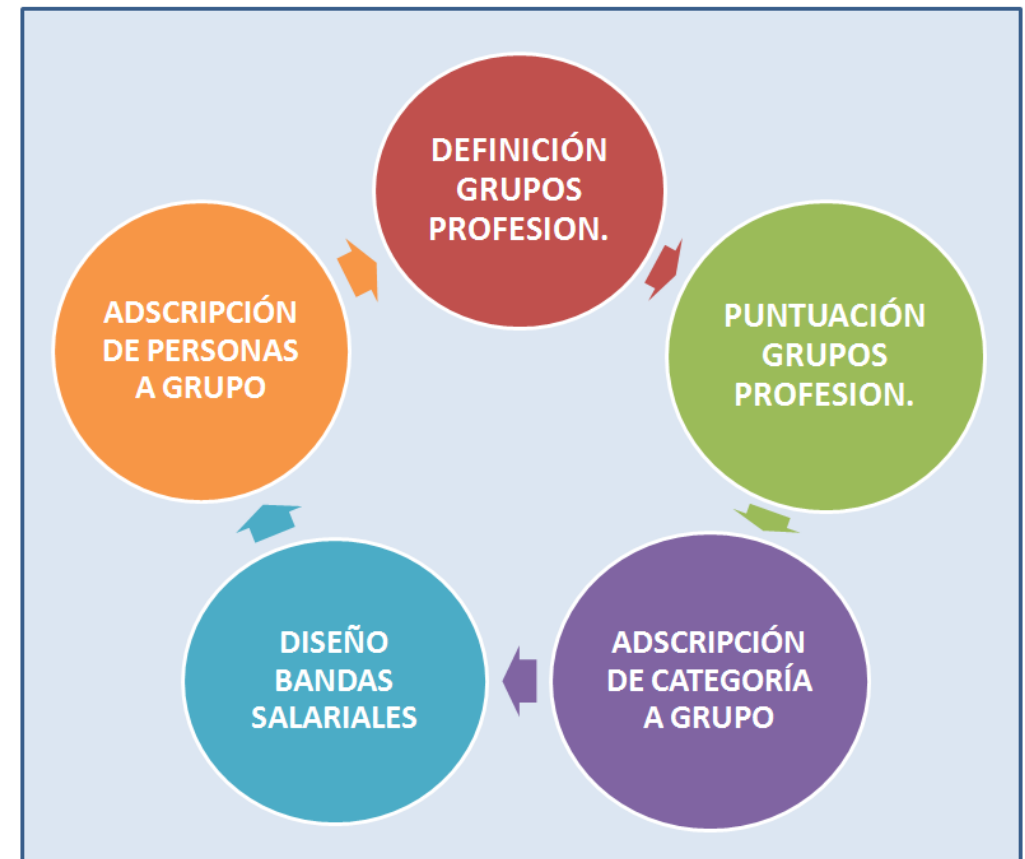 DEFINICIÓN
GRUPOS
PROFESION.
PUNTUACIÓN
GRUPOS
PROFESION.
ADSCRIPCIÓN
DE CATEGORÍA
A GRUPO
DISEÑO
BANDAS
SALARIALES
ADSCRIPCIÓN
DE PERSONAS
A GRUPO